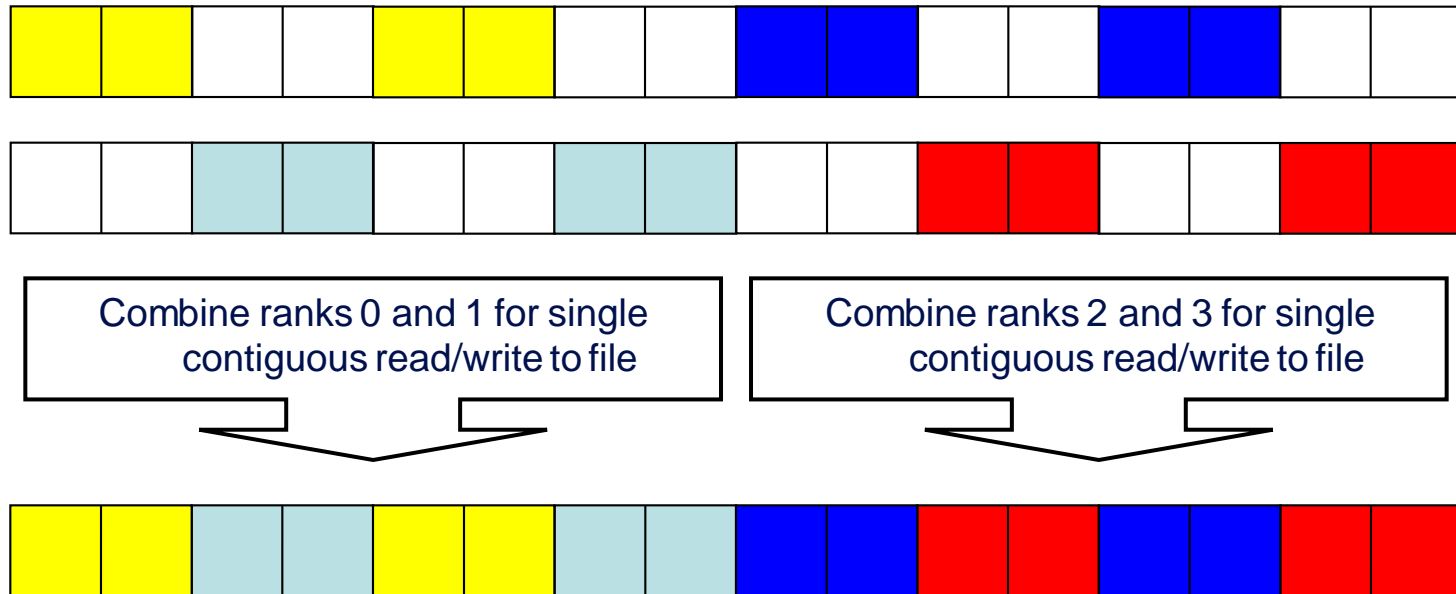 Combine ranks 0 and 1 for single
contiguous read/write to file
Combine ranks 2 and 3 for single
contiguous read/write to file